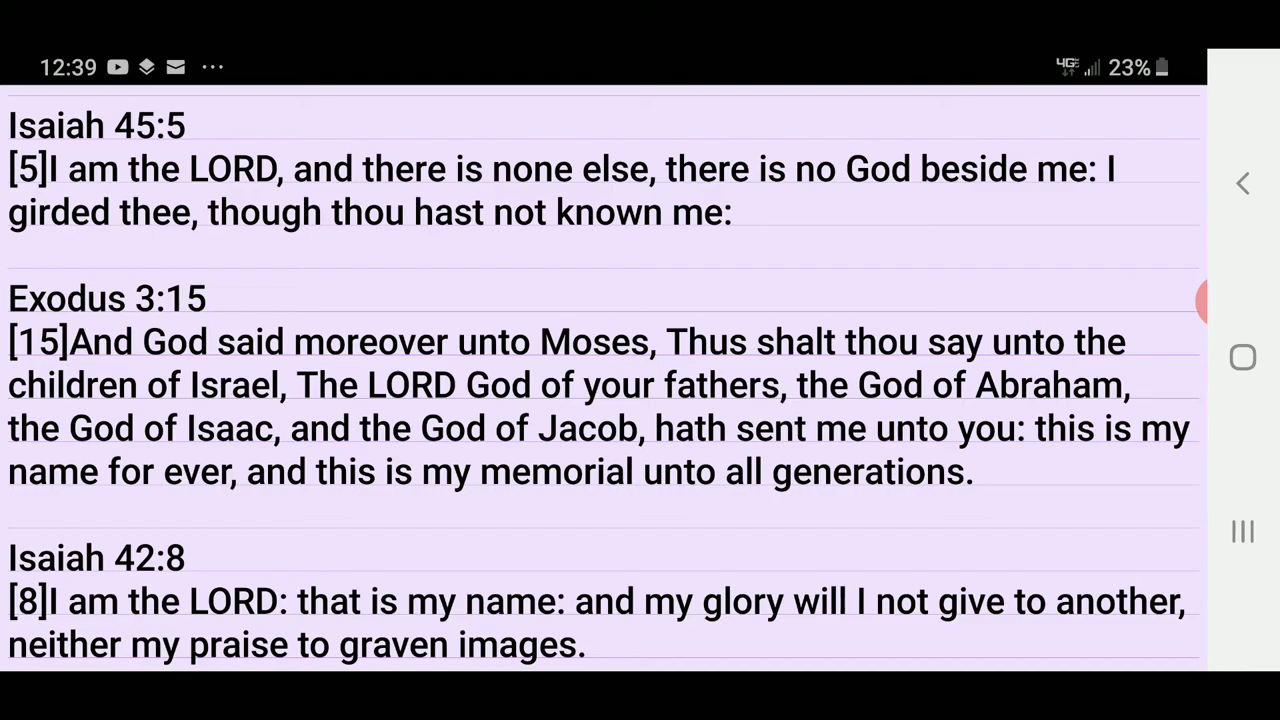 12:39 ... 4GE 23%
Isaiah 45:5
[5]I am the LORD, and there is none else, there is no God beside me: I
girded thee, though thou hast not known me:
Exodus 3:15
[15]And God said moreover unto Moses, Thus shalt thou say unto the
children of Israel, The LORD God of your fathers, the God of Abraham,
the God of Isaac, and the God of Jacob, hath sent me unto you: this is my
name for ever, and this is my memorial unto all generations.
Isaiah 42:8
[8]I am the LORD: that is my name: and my glory will I not give to another,
neither my praise to graven images.